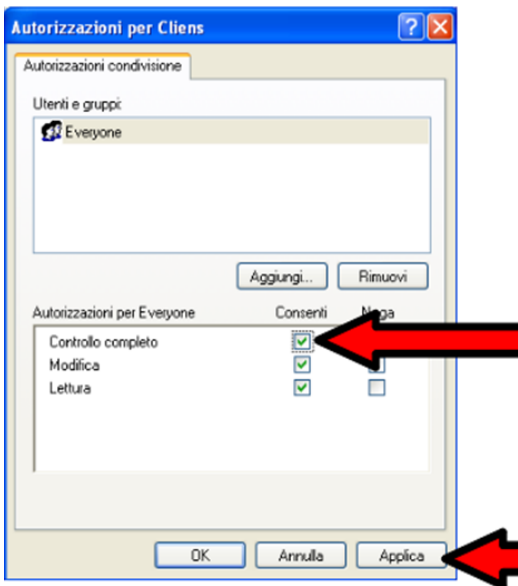 Autorizzazioni per Cliens
Autorizzazioni condivisione
Utenti e gruppi:
Everyone
Aggiungi... Rimuovi
Autorizzazioni per Everyone Consenti Nega
Controllo completo
Modifica
Lettura
OK Annulla Applica